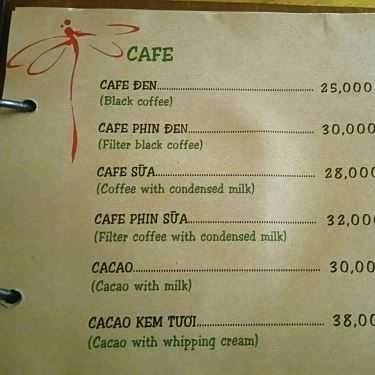 CAFE
CAFE ĐEN 25,000
(Black coffee)
CAFE PHIN ĐEN 30,000
(Filter black coffee)
CAFE SỮA 28,000
(Coffee with condensed milk)
CAFE PHIN SỮA 32,000
(Filter coffee with condensed milk)
CACAO 30,00
(Cacao with milk)
CACAO KEM TƯƠI 38,00
(Cacao with whipping cream)